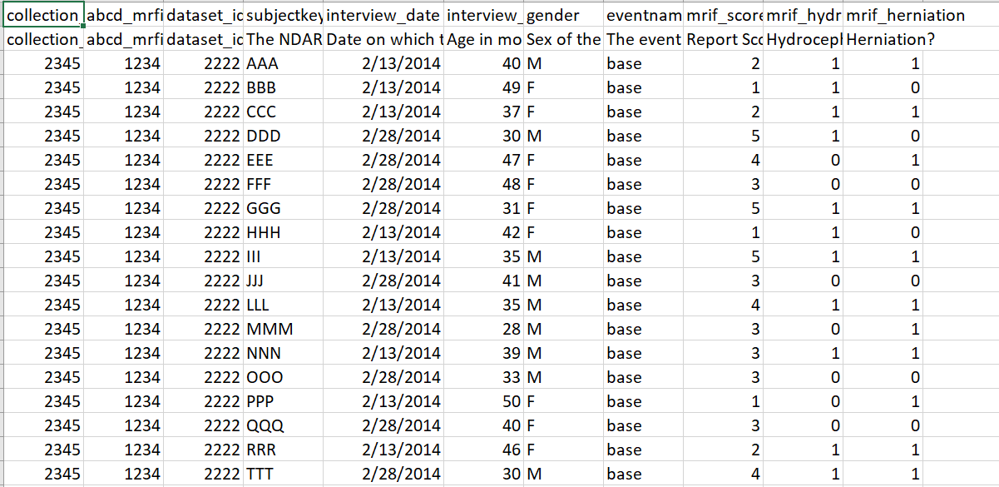 collection_ abcd_mrfi dataset_id subjectkey interview_date interview_ gender eventnam mrif_score mrif_hydr mrif_herniation
collection_ abcd_mrfi dataset_id The NDAR Date on which t Age in mo Sex of the The event Report Sco Hydroceph Herniation?
2345 1234 2222 AAA 2/13/2014 40 M base 2 1 1
2345 1234 2222 BBB 2/13/2014 49 F base 1 1 0
2345 1234 2222 CCC 2/13/2014 37 F base 2 1 1
2345 1234 2222 DDD 2/28/2014 30 M base 5 1 0
2345 1234 2222 EEE 2/28/2014 47 F base 4 0 1
2345 1234 2222 FFF 2/28/2014 48 F base 3 0 0
2345 1234 2222 GGG 2/28/2014 31 F base 5 1 1
2345 1234 2222 HHH 2/13/2014 42 F base 1 1 0
2345 1234 2222 III 2/13/2014 35 M base 5 1 1
2345 1234 2222 JJJ 2/28/2014 41 M base 3 0 0
2345 1234 2222 LLL 2/13/2014 35 M base 4 1 1
2345 1234 2222 MMM 2/28/2014 28 M base 3 0 1
2345 1234 2222 NNN 2/13/2014 39 M base 3 1 1
2345 1234 2222 OOO 2/28/2014 33 M base 3 0 0
2345 1234 2222 PPP 2/13/2014 50 F base 1 0 1
2345 1234 2222 QQQ 2/28/2014 40 F base 3 0 0
2345 1234 2222 RRR 2/13/2014 46 F base 2 1 1
2345 1234 2222 TTT 2/28/2014 30 M base 4 1 1